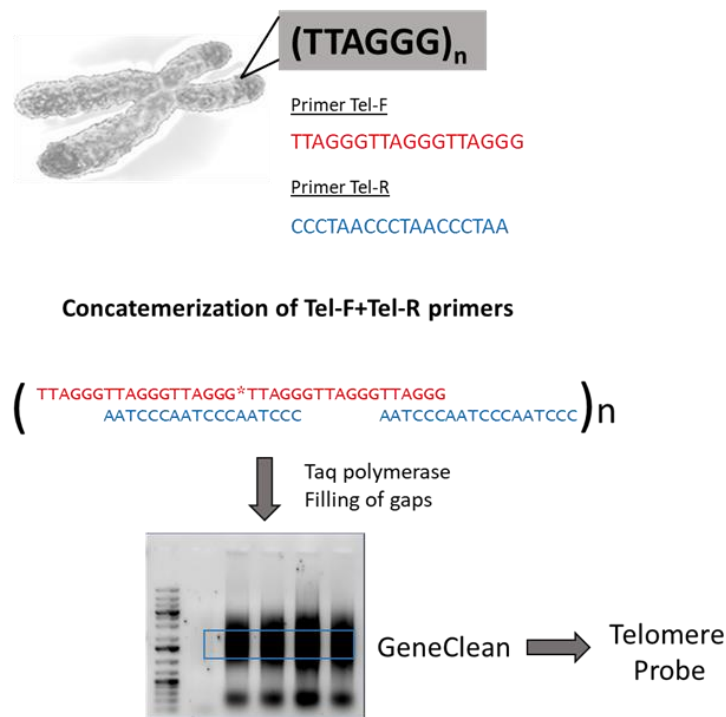 (TTAGGG)n
Primer Tel-F
TTAGGGTTAGGGTTAGGG
Primer Tel-R
CCCTAACCCTAACCCTAA
Concatemerization of Tel-F+Tel-R primers
(TTAGGGTTAGGGTTAGGG*TTAGGGTTAGGGTTAGGG
AATCCCAATCCCAATCCC AATCCCAATCCCAATCCC)n
Taq polymerase
Filling of gaps
GeneClean
Telomere
Probe